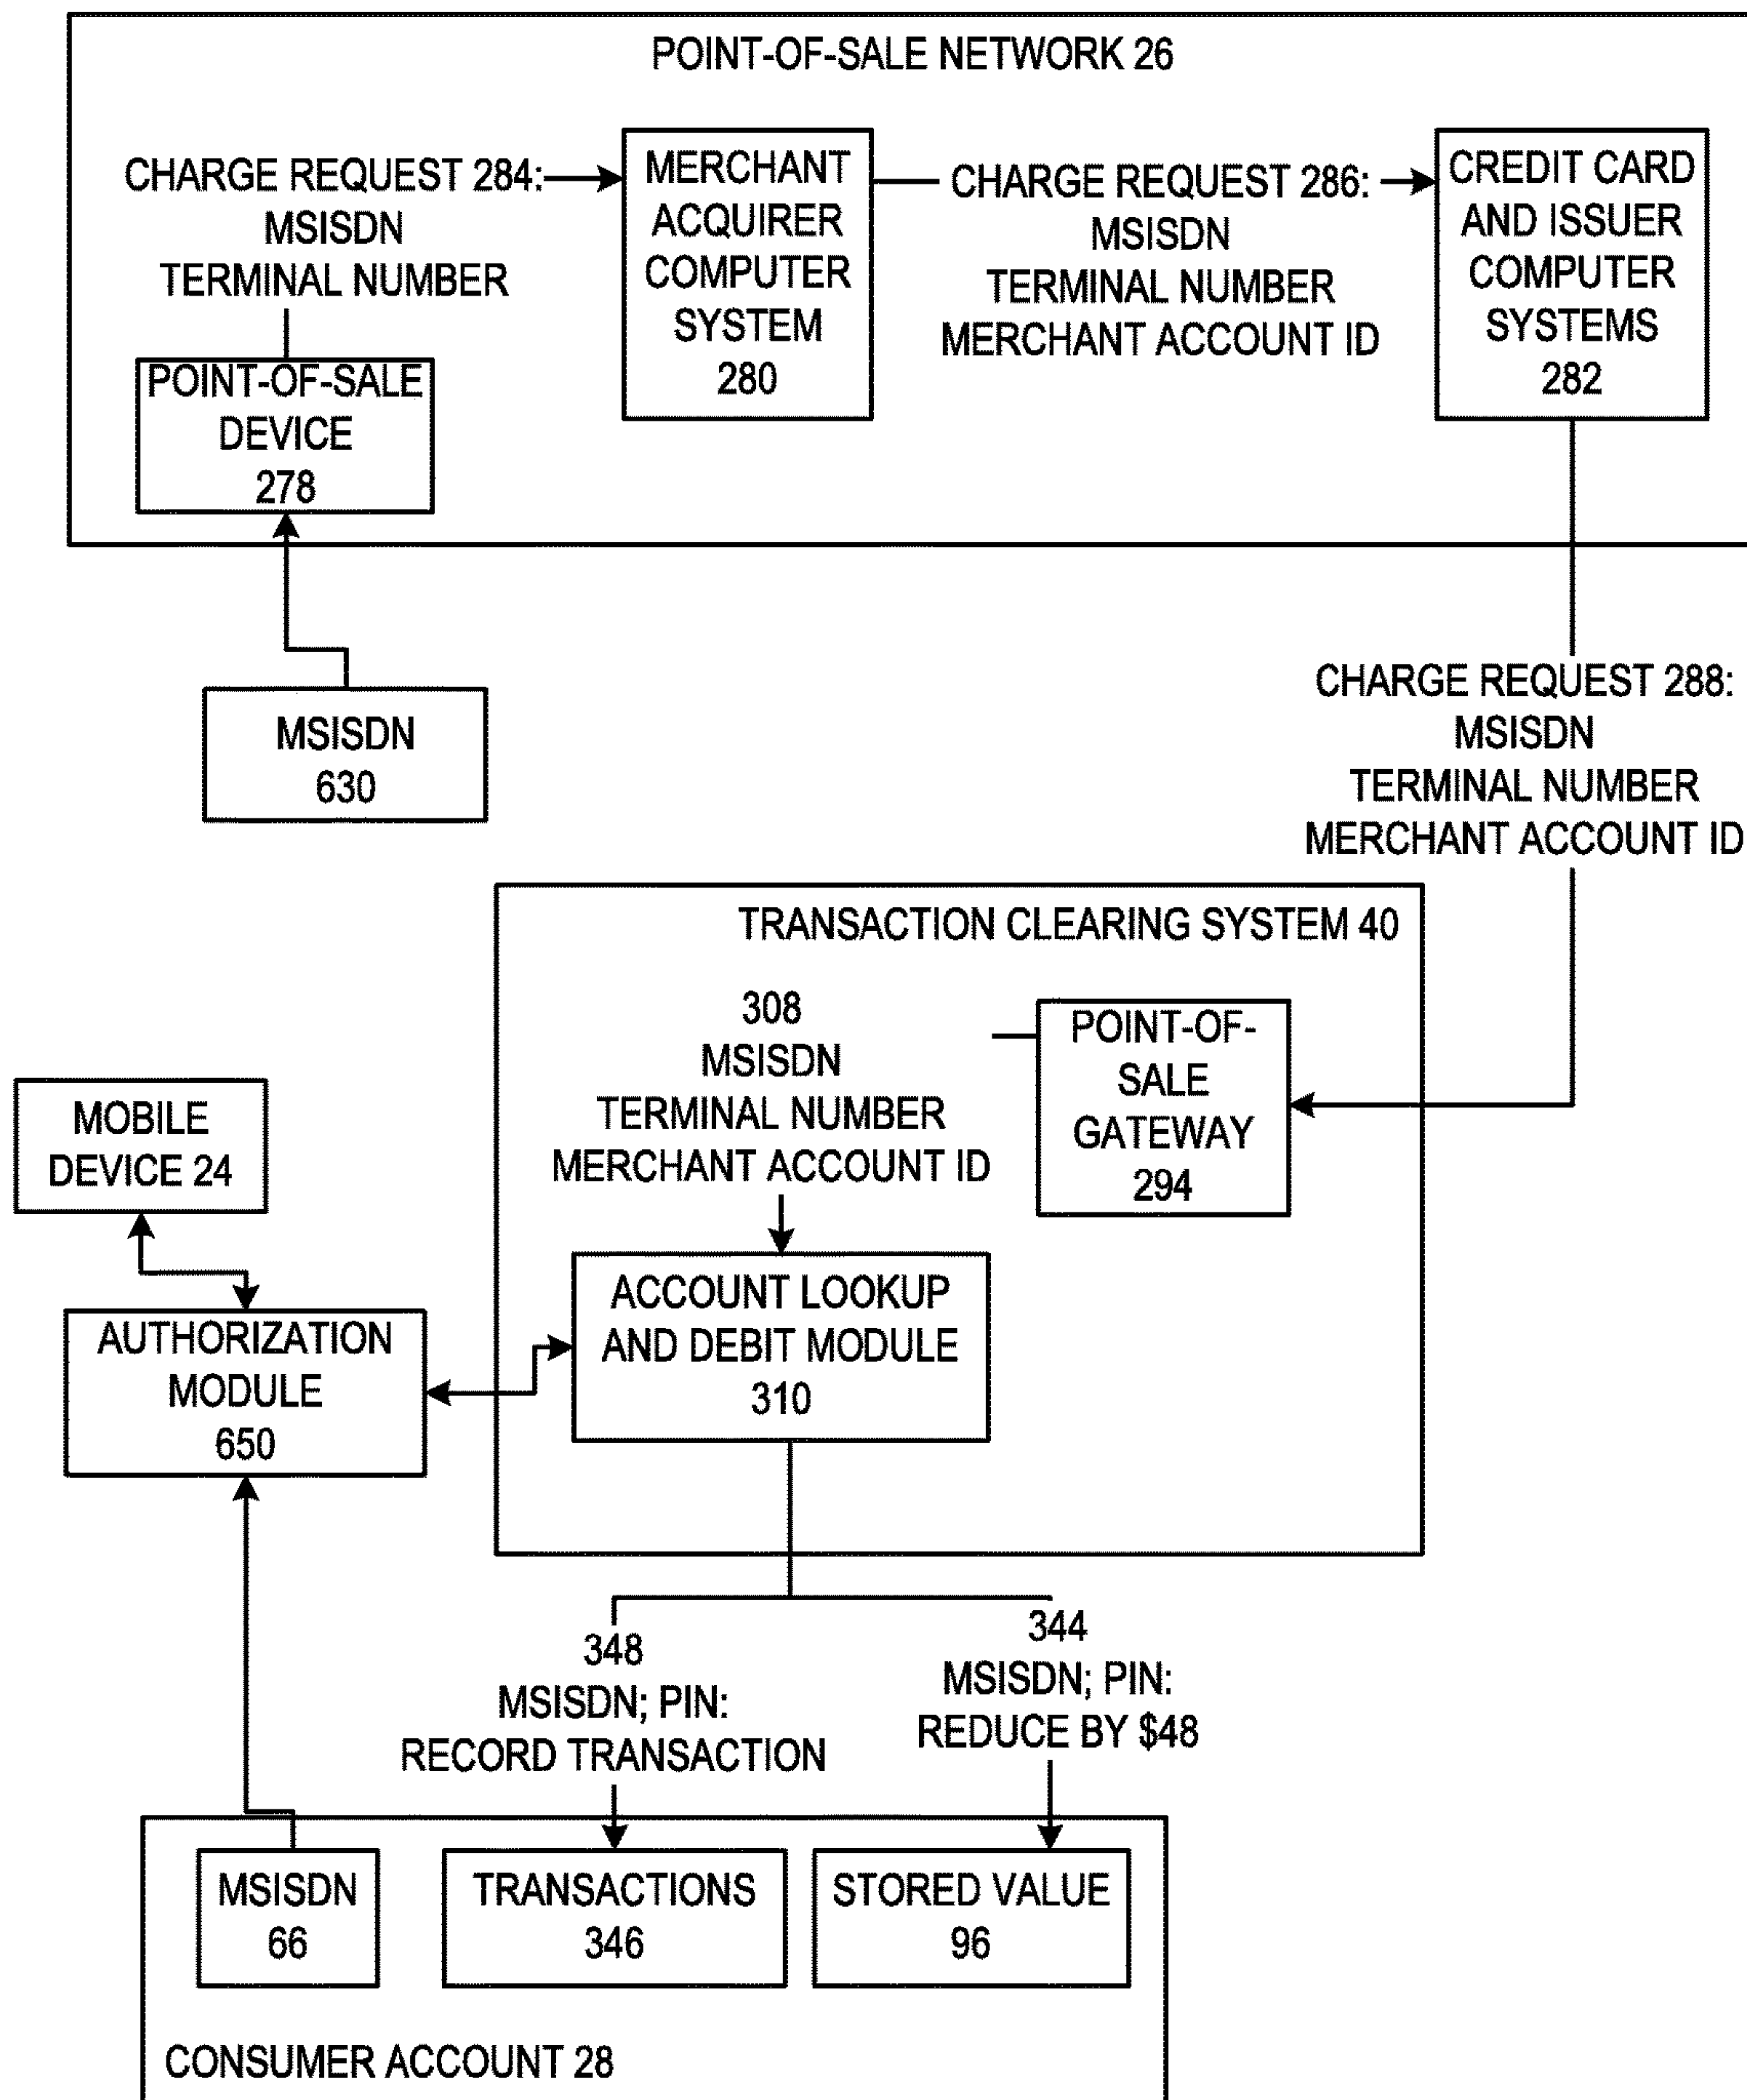 POINT-OF-SALE NETWORK 26
CHARGE REQUEST 284:
MSISDN
TERMINAL NUMBER
POINT-OF-SALE
DEVICE
278
MERCHANT
ACQUIRER
COMPUTER
SYSTEM
280
CHARGE REQUEST 286:
MSISDN
TERMINAL NUMBER
MERCHANT ACCOUNT ID
CREDIT CARD
AND ISSUER
COMPUTER
SYSTEMS
282
MSISDN
630
CHARGE REQUEST 288:
MSISDN
TERMINAL NUMBER
MERCHANT ACCOUNT ID
TRANSACTION CLEARING SYSTEM 40
308
MSISDN
TERMINAL NUMBER
MERCHANT ACCOUNT ID
POINT-OF-
SALE
GATEWAY
294
MOBILE
DEVICE 24
AUTHORIZATION
MODULE
650
ACCOUNT LOOKUP
AND DEBIT MODULE
310
348
MSISDN; PIN:
RECORD TRANSACTION
344
MSISDN; PIN:
REDUCE BY $48
MSISDN
66
TRANSACTIONS
346
STORED VALUE
96
CONSUMER ACCOUNT 28